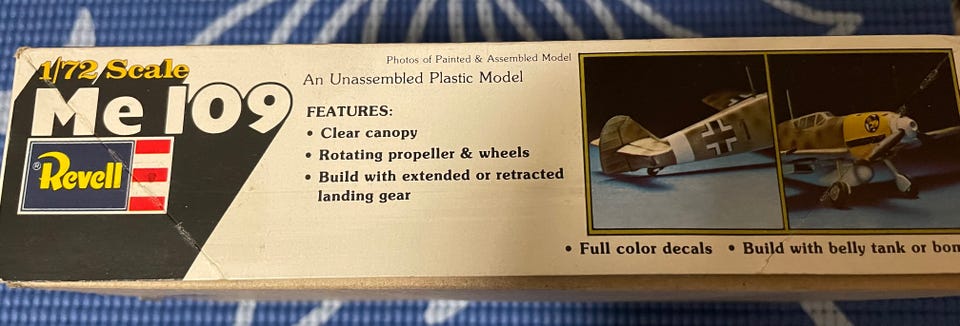 1/72 Scale
Me 109
® Revell
Photos of Painted & Assembled Model
An Unassembled Plastic Model
FEATURES:
• Clear canopy
• Rotating propeller & wheels
• Build with extended or retracted
landing gear
• Full color decals • Build with belly tank or bom